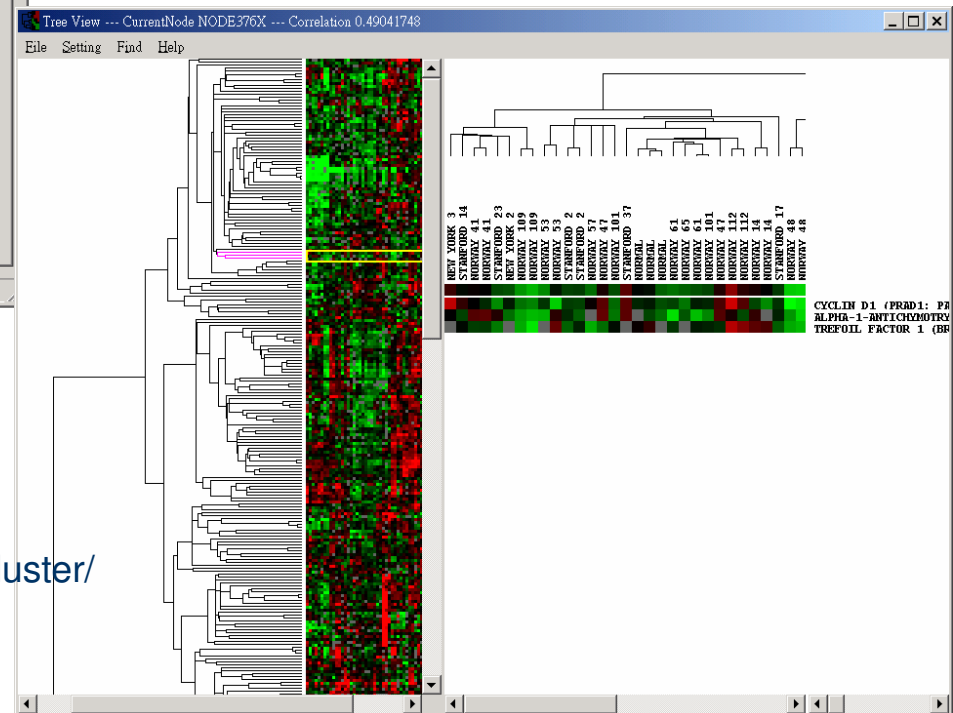 Tree View --- CurrentNode NODE376X --- Correlation 0.49041748
File Setting Find Help
NEW YORK 3
STANFORD 14
NORWAY 41
NORWAY 41
STANFORD 23
NEW YORK 2
NORWAY 109
NORWAY 109
NORWAY 53
NORWAY 53
STANFORD 2
STANFORD 2
NORWAY 57
NORWAY 47
NORWAY 101
STANFORD 37
NORMAL
NORMAL
NORMAL
NORWAY 61
NORWAY 65
NORWAY 61
NORWAY 101
NORWAY 47
NORWAY 112
NORWAY 112
NORWAY 14
NORWAY 14
STANFORD 17
NORWAY 48
NORWAY 48
CYCLIN D1 (PRAD1: PA
ALPHA-1-ANTICHYMOTRY
TREFOIL FACTOR 1 (BR
luster/